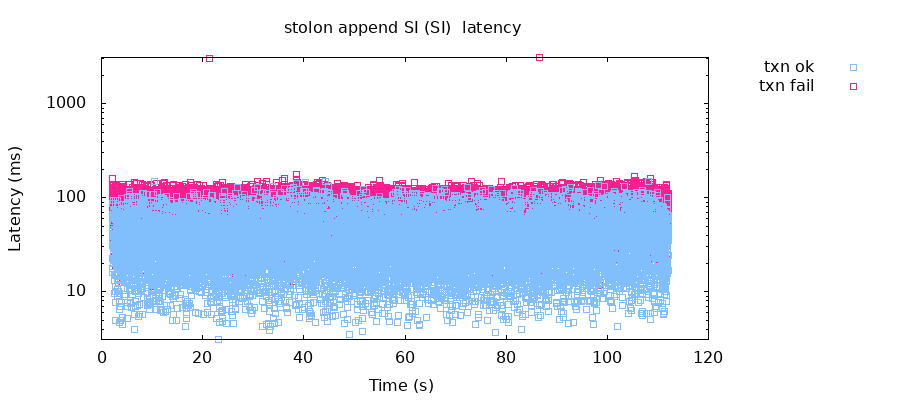 stolon append SI (SI)  latency
txn ok
txn fail
1000
100
10
Latency (ms)
0 20 40 60 80 100 120
Time (s)